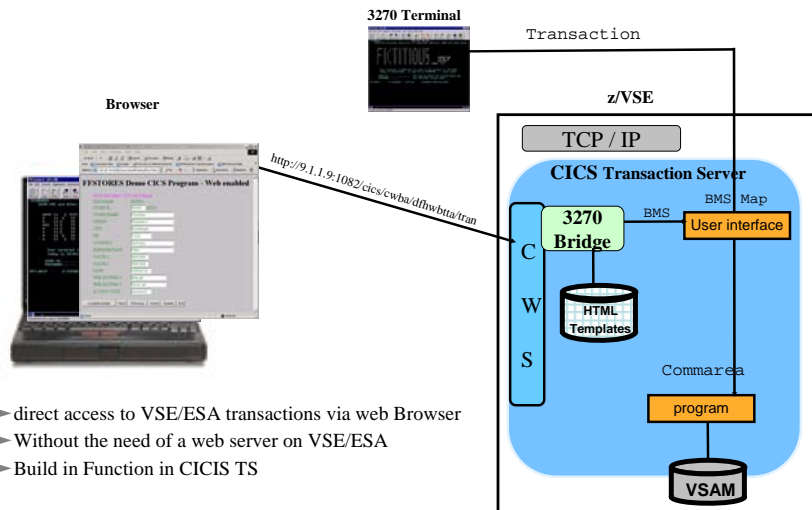 3270 Terminal
Transaction
FICTITIOUS
Browser
z/VSE
TCP / IP
http://9.1.1.9:1082/cics/cwba/dfhwbtta/tran
FFSTORES Demo CICS Program - Web enabled
CICS Transaction Server
BMS Map
3270
Bridge
BMS
User interface
C
W
S
HTML
Templates
Commarea
program
VSAM
direct access to VSE/ESA transactions via web Browser
Without the need of a web server on VSE/ESA
Build in Function in CICIS TS